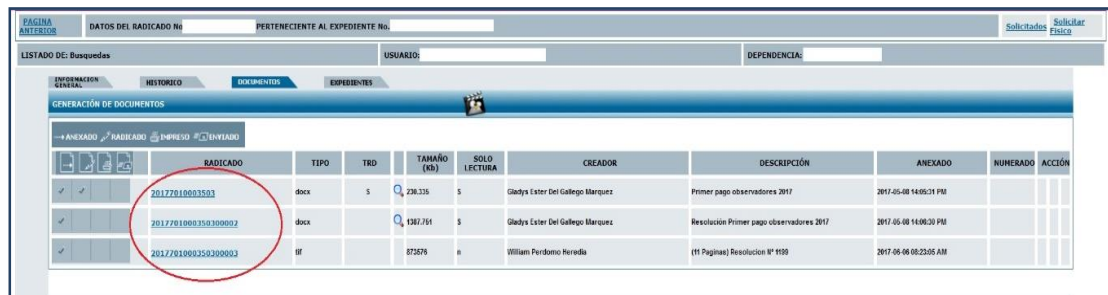 PAGINA ANTERIOR
DATOS DEL RADICADO No
PERTENECIENTE AL EXPEDIENTE No.
Solicitados
Solicitar Fisico
LISTADO DE: Busquedas
USUARIO:
DEPENDENCIA:
INFORMACION GENERAL
HISTORICO
DOCUMENTOS
EXPEDIENTES
GENERACIÓN DE DOCUMENTOS
ANEXADO RADICADO IMPRESO ENVIADO
RADICADO TIPO TRD TAMAÑO (Kb) SOLO LECTURA CREADOR DESCRIPCIÓN ANEXADO NUMERADO ACCIÓN
20177010003503 docx S 230.335 S Gladys Ester Del Gallego Marquez Primer pago observadores 2017 2017-05-08 14:05:31 PM
2017701000350300002 docx 1387.761 S Gladys Ester Del Gallego Marquez Resolución Primer pago observadores 2017 2017-05-08 14:08:30 PM
2017701000350300003 tif 873576 n William Perdomo Heredia (11 Paginas) Resolucion N° 1199 2017-06-06 08:23:05 AM